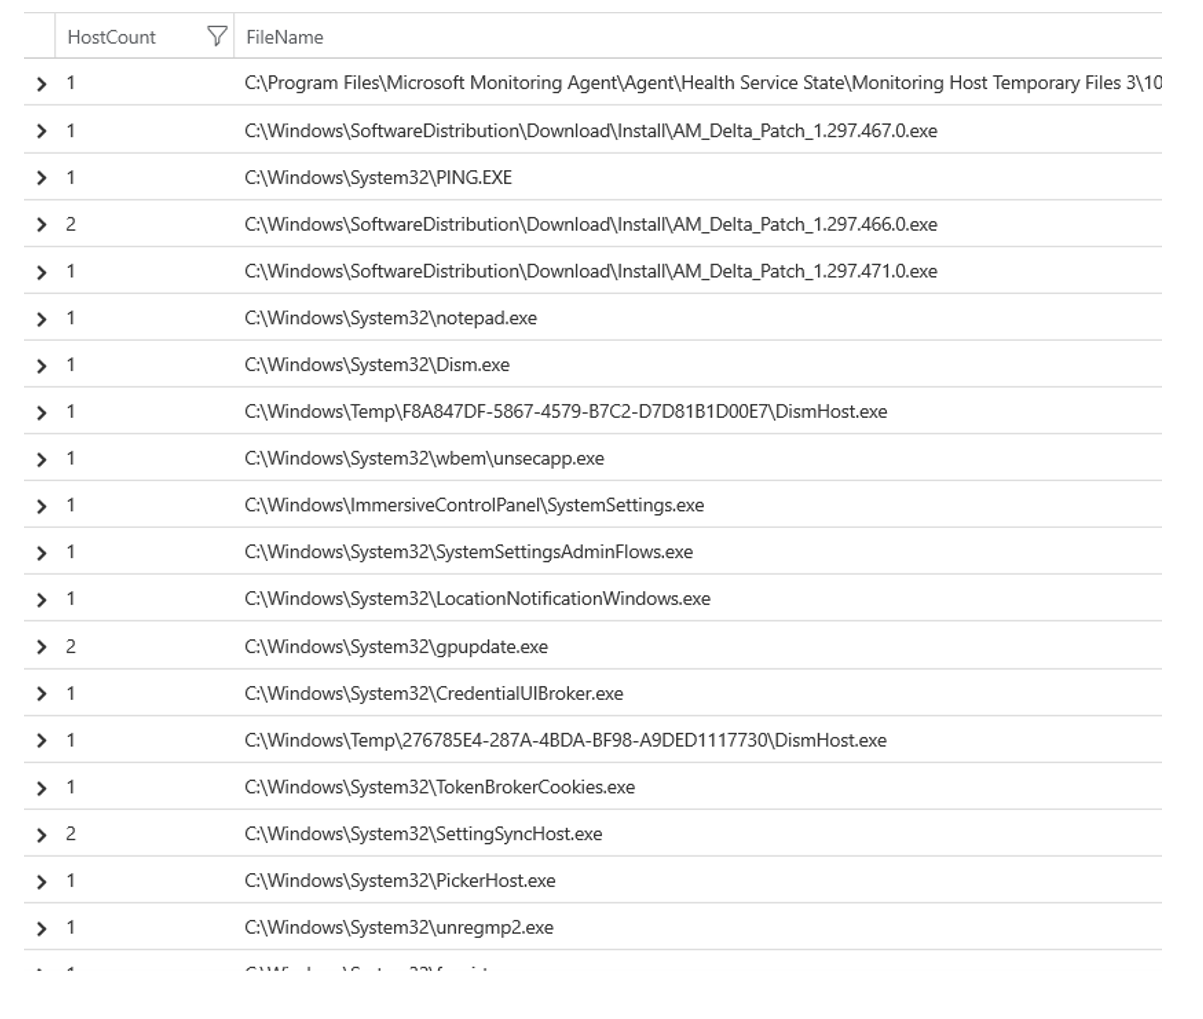 HostCount FileName
1 C:\Program Files\Microsoft Monitoring Agent\Agent\Health Service State\Monitoring Host Temporary Files 3\10
1 C:\Windows\SoftwareDistribution\Download\Install\AM_Delta_Patch_1.297.467.0.exe
1 C:\Windows\System32\PING.EXE
2 C:\Windows\SoftwareDistribution\Download\Install\AM_Delta_Patch_1.297.466.0.exe
1 C:\Windows\SoftwareDistribution\Download\Install\AM_Delta_Patch_1.297.471.0.exe
1 C:\Windows\System32\notepad.exe
1 C:\Windows\System32\Dism.exe
1 C:\Windows\Temp\F8A847DF-5867-4579-B7C2-D7D81B1D00E7\DismHost.exe
1 C:\Windows\System32\wbem\unsecapp.exe
1 C:\Windows\ImmersiveControlPanel\SystemSettings.exe
1 C:\Windows\System32\SystemSettingsAdminFlows.exe
1 C:\Windows\System32\LocationNotificationWindows.exe
2 C:\Windows\System32\gpupdate.exe
1 C:\Windows\System32\CredentialUIBroker.exe
1 C:\Windows\Temp\276785E4-287A-4BDA-BF98-A9DED1117730\DismHost.exe
1 C:\Windows\System32\TokenBrokerCookies.exe
2 C:\Windows\System32\SettingSyncHost.exe
1 C:\Windows\System32\PickerHost.exe
1 C:\Windows\System32\unregmp2.exe